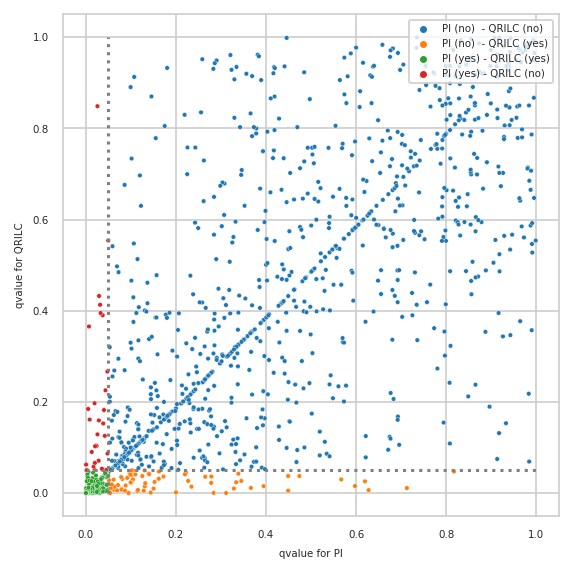 PI (no) - QRILC (no)
PI (no) - QRILC (yes)
PI (yes) - QRILC (yes)
PI (yes) - QRILC (no)
1.0
0.8
0.6
0.4
0.2
0.0
qvalue for QRILC
0.0 0.2 0.4 0.6 0.8 1.0
qvalue for PI